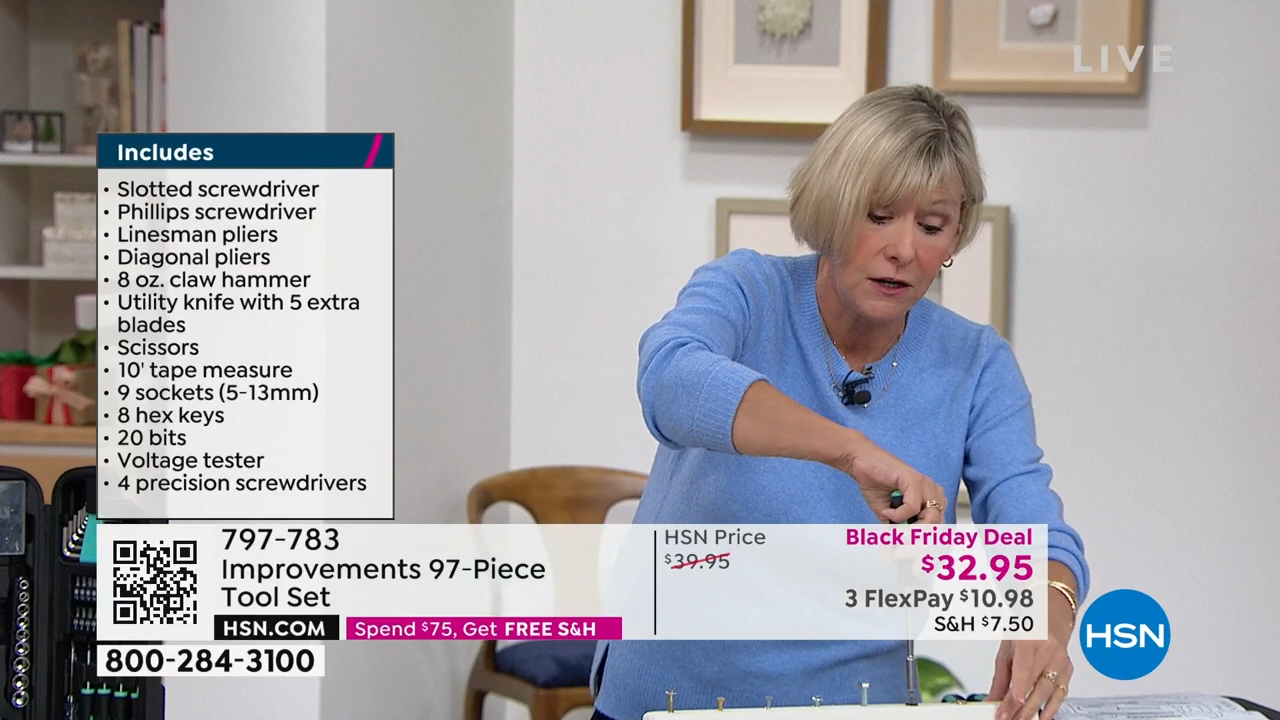 LIVE
Includes
• Slotted screwdriver
• Phillips screwdriver
• Linesman pliers
• Diagonal pliers
• 8 oz. claw hammer
• Utility knife with 5 extra
blades
• Scissors
• 10' tape measure
• 9 sockets (5-13mm)
• 8 hex keys
• 20 bits
• Voltage tester
• 4 precision screwdrivers
797-783
Improvements 97-Piece
Tool Set
HSN.COM
Spend $75, Get FREE S&H
800-284-3100
HSN Price
$39.95
Black Friday Deal
$32.95
3 FlexPay $10.98
S&H $7.50
HSN